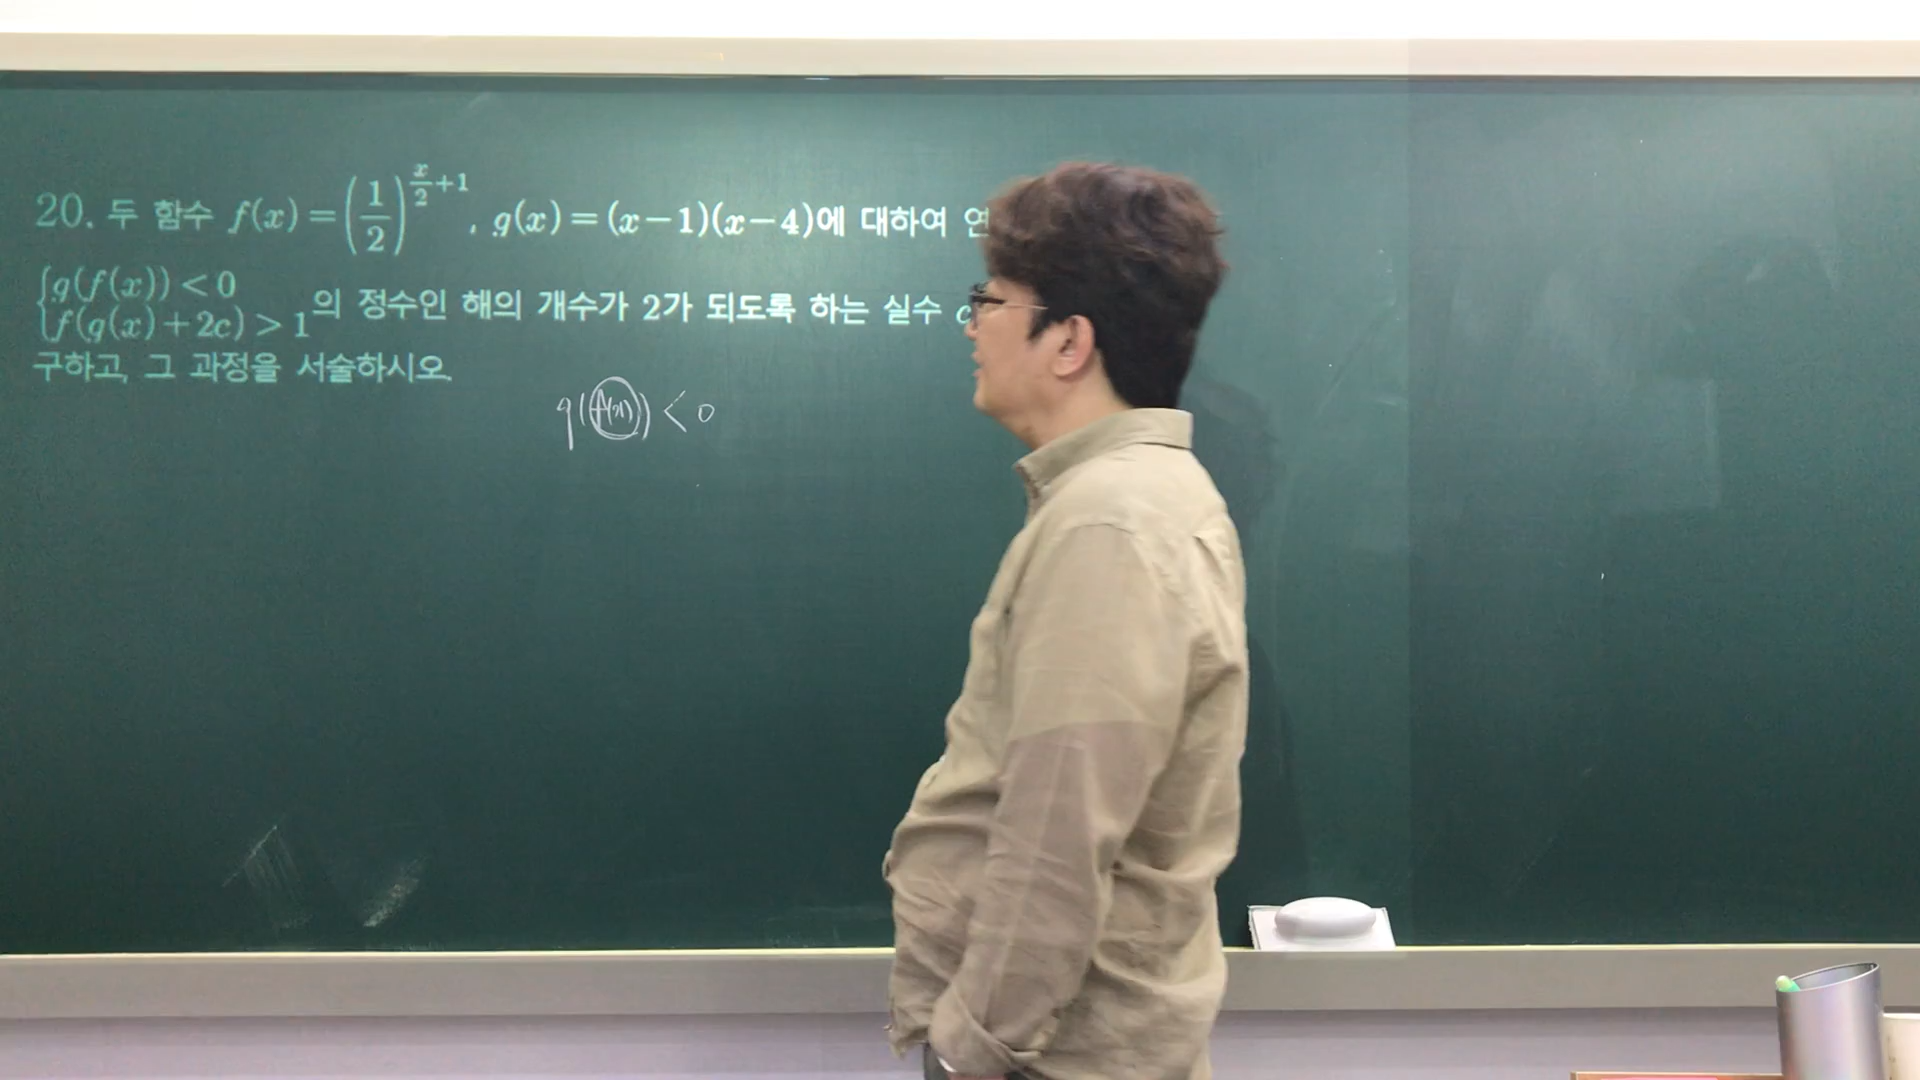 20. 두 함수 f(x)=(1/2)^(x/2+1), g(x)=(x-1)(x-4)에 대하여 연
{g(f(x))<0
{f(g(x)+2c)>1 의 정수인 해의 개수가 2가 되도록 하는 실수 c
구하고, 그 과정을 서술하시오.
g(f(x))<0